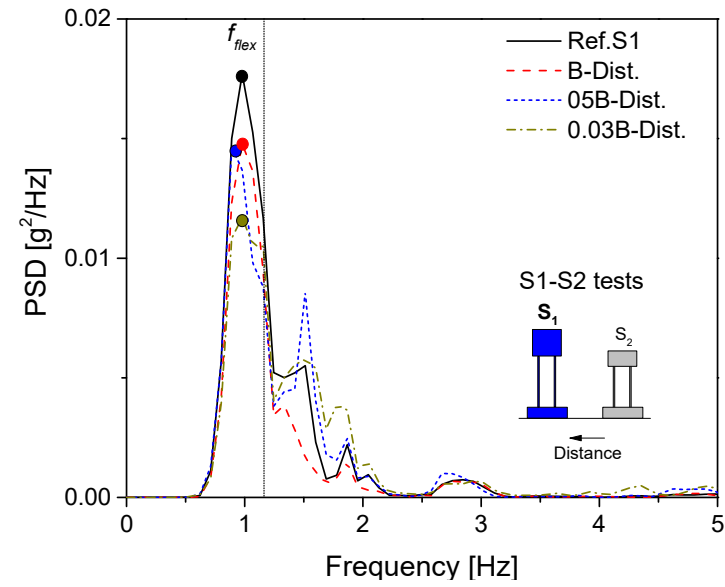 0.02
f_flex
Ref.S1
B-Dist.
05B-Dist.
0.03B-Dist.
PSD [g²/Hz]
0.01
S1-S2 tests
S₁
S₂
Distance
0.00
0
1
2
3
4
5
Frequency [Hz]